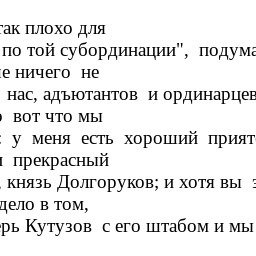 так плохо для
по той субординации", подума
е ничего не
нас, адъютантов и ординарцев
о вот что мы
: у меня есть хороший прият
и прекрасный
, князь Долгоруков; и хотя вы
дело в том,
рь Кутузов с его штабом и мы